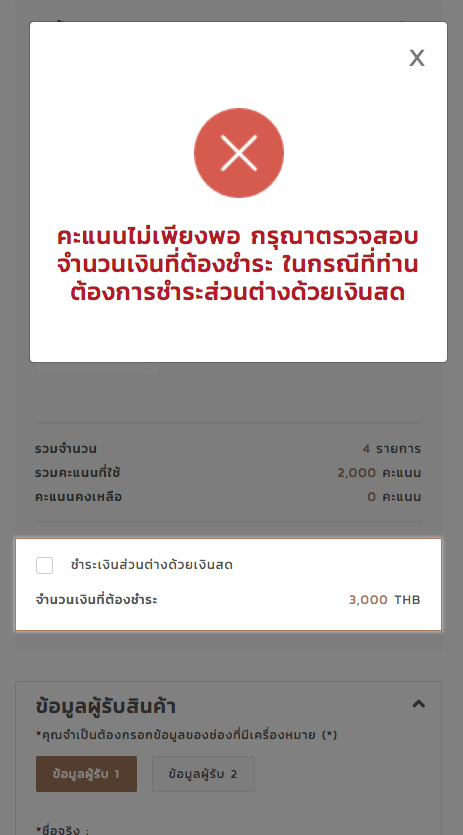 X
คะแนนไม่เพียงพอ กรุณาตรวจสอบ
จำนวนเงินที่ต้องชำระ ในกรณีที่ท่าน
ต้องการชำระส่วนต่างด้วยเงินสด
รวมจำนวน 4 รายการ
รวมคะแนนที่ใช้ 2,000 คะแนน
คะแนนคงเหลือ 0 คะแนน
ชำระเงินส่วนต่างด้วยเงินสด
จำนวนเงินที่ต้องชำระ 3,000 THB
ข้อมูลผู้รับสินค้า
*คุณจำเป็นต้องกรอกข้อมูลของช่องที่มีเครื่องหมาย (*)
ข้อมูลผู้รับ 1 ข้อมูลผู้รับ 2
*ชื่อจริง :